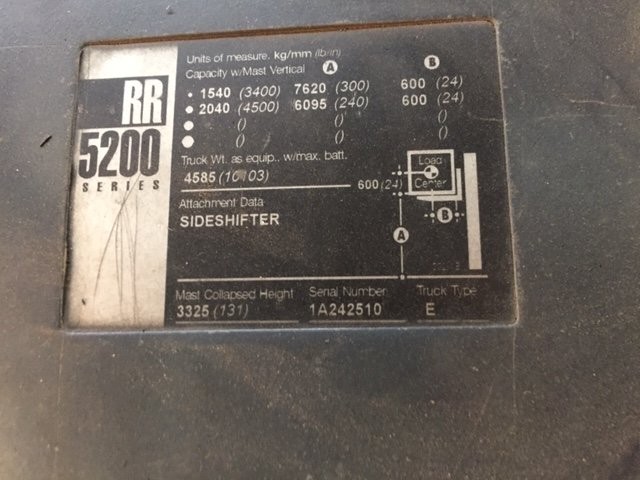 RR
5200
SERIES
Units of measure. kg/mm (lb/in)
Capacity w/Mast Vertical A B
• 1540 (3400) 7620 (300) 600 (24)
● 2040 (4500) 6095 (240) 600 (24)
() () ()
() () ()
Truck Wt. as equip., w/max. batt.
4585
600 (24)
Load
Center
B
A
Attachment Data
SIDESHIFTER
Mast Collapsed Height Serial Number Truck Type
3325 (131) 1A242510 E